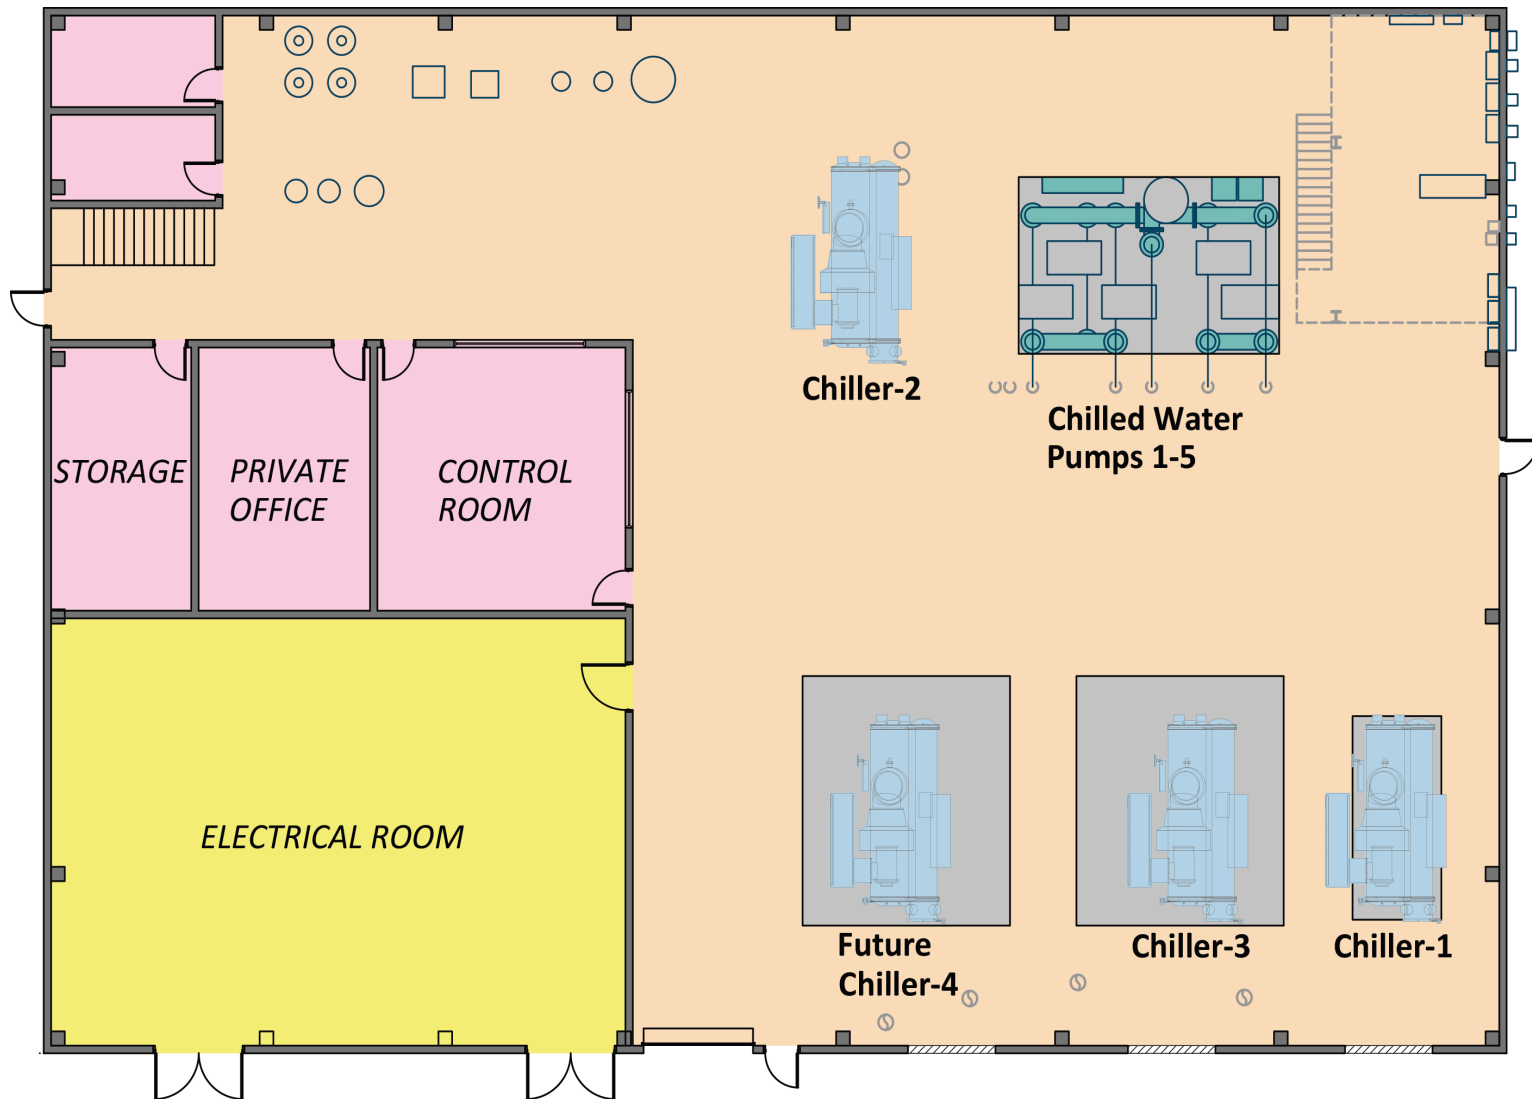 Chiller-2
Chilled Water
Pumps 1-5
STORAGE
PRIVATE
OFFICE
CONTROL
ROOM
ELECTRICAL ROOM
Future
Chiller-4
Chiller-3
Chiller-1